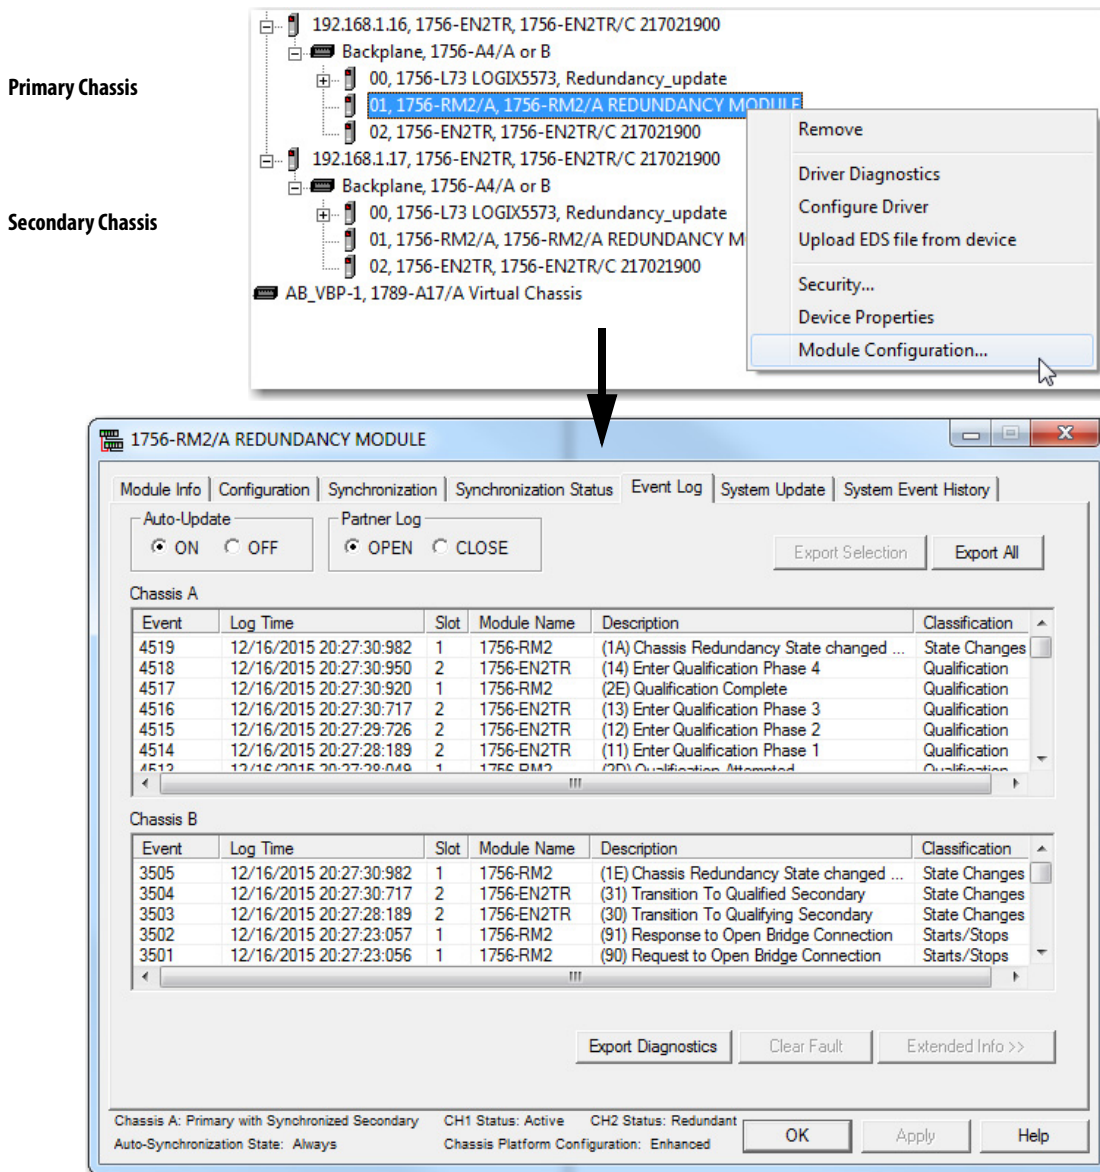 192.168.1.16, 1756-EN2TR, 1756-EN2TR/C 217021900
Backplane, 1756-A4/A or B
Primary Chassis
00, 1756-L73 LOGIX5573, Redundancy_update
01, 1756-RM2/A, 1756-RM2/A REDUNDANCY MODULE
02, 1756-EN2TR, 1756-EN2TR/C 217021900
192.168.1.17, 1756-EN2TR, 1756-EN2TR/C 217021900
Backplane, 1756-A4/A or B
Secondary Chassis
00, 1756-L73 LOGIX5573, Redundancy_update
01, 1756-RM2/A, 1756-RM2/A REDUNDANCY M
02, 1756-EN2TR, 1756-EN2TR/C 217021900
AB_VBP-1, 1789-A17/A Virtual Chassis
Remove
Driver Diagnostics
Configure Driver
Upload EDS file from device
Security...
Device Properties
Module Configuration...
1756-RM2/A REDUNDANCY MODULE
Module Info Configuration Synchronization Synchronization Status Event Log System Update System Event History
Auto-Update Partner Log
ON OFF OPEN CLOSE Export Selection Export All
Chassis A
Event Log Time Slot Module Name Description Classification
4519 12/16/2015 20:27:30:982 1 1756-RM2 (1A) Chassis Redundancy State changed ... State Changes
4518 12/16/2015 20:27:30:950 2 1756-EN2TR (14) Enter Qualification Phase 4 Qualification
4517 12/16/2015 20:27:30:920 1 1756-RM2 (2E) Qualification Complete Qualification
4516 12/16/2015 20:27:30:717 2 1756-EN2TR (13) Enter Qualification Phase 3 Qualification
4515 12/16/2015 20:27:29:726 2 1756-EN2TR (12) Enter Qualification Phase 2 Qualification
4514 12/16/2015 20:27:28:189 2 1756-EN2TR (11) Enter Qualification Phase 1 Qualification
4513 12/16/2015 20:27:28:049 1 1756-RM2 (2D) Qualification Attempted Qualification
Chassis B
Event Log Time Slot Module Name Description Classification
3505 12/16/2015 20:27:30:982 1 1756-RM2 (1E) Chassis Redundancy State changed ... State Changes
3504 12/16/2015 20:27:30:717 2 1756-EN2TR (31) Transition To Qualified Secondary State Changes
3503 12/16/2015 20:27:28:189 2 1756-EN2TR (30) Transition To Qualifying Secondary State Changes
3502 12/16/2015 20:27:23:057 1 1756-RM2 (91) Response to Open Bridge Connection Starts/Stops
3501 12/16/2015 20:27:23:056 1 1756-RM2 (90) Request to Open Bridge Connection Starts/Stops
Export Diagnostics Clear Fault Extended Info >>
Chassis A: Primary with Synchronized Secondary CH1 Status: Active CH2 Status: Redundant
Auto-Synchronization State: Always Chassis Platform Configuration: Enhanced
OK Apply Help